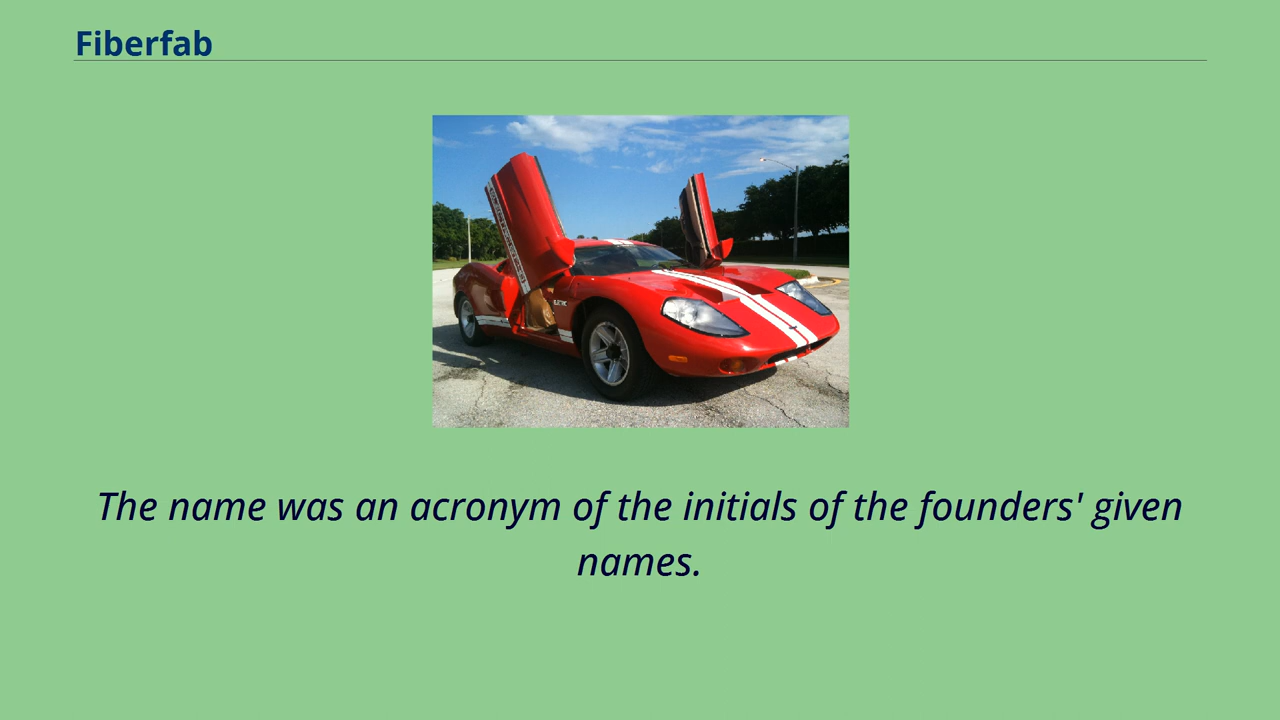 Fiberfab
The name was an acronym of the initials of the founders' given
names.